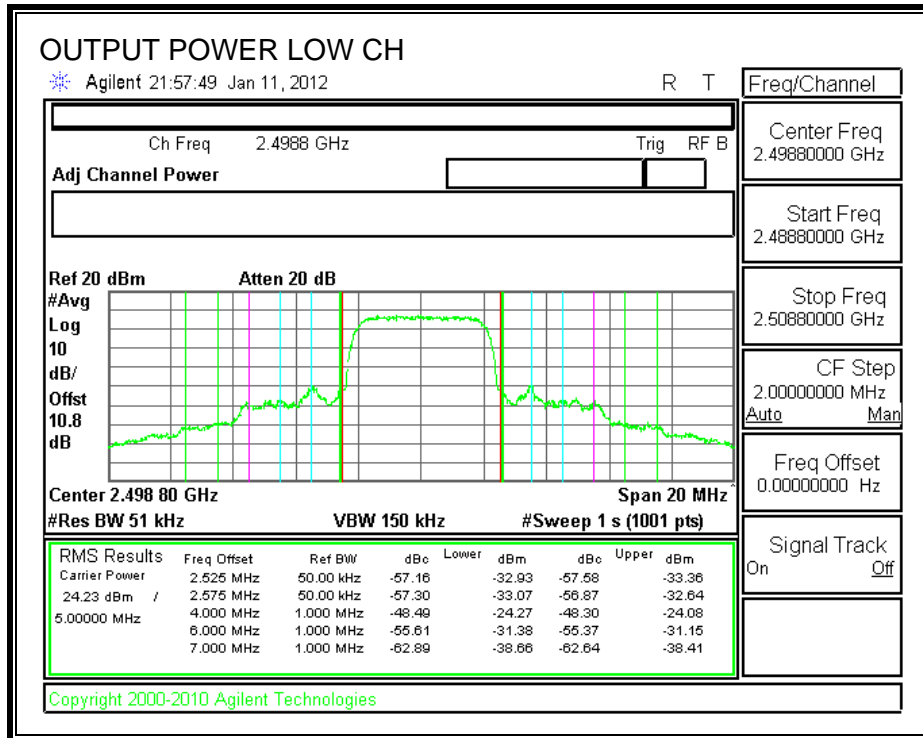 OUTPUT POWER LOW CH
Agilent 21:57:49 Jan 11, 2012 R T
Freq/Channel
Ch Freq 2.4988 GHz Trig RF B
Adj Channel Power
Center Freq
2.49880000 GHz
Start Freq
2.48880000 GHz
Stop Freq
2.50880000 GHz
CF Step
2.00000000 MHz
Auto Man
Freq Offset
0.00000000 Hz
Signal Track
On Off
Ref 20 dBm Atten 20 dB
#Avg
Log
10
dB/
Offst
10.8
dB
Center 2.498 80 GHz Span 20 MHz^
#Res BW 51 kHz VBW 150 kHz #Sweep 1 s (1001 pts)
RMS Results Freq Offset Ref BW dBc Lower dBm dBc Upper dBm
Carrier Power 2.525 MHz 50.00 kHz -57.16 -32.93 -57.58 -33.36
24.23 dBm / 2.575 MHz 50.00 kHz -57.30 -33.07 -56.87 -32.64
5.00000 MHz 4.000 MHz 1.000 MHz -48.49 -24.27 -48.30 -24.08
6.000 MHz 1.000 MHz -55.61 -31.38 -55.37 -31.15
7.000 MHz 1.000 MHz -62.89 -38.66 -62.64 -38.41
Copyright 2000-2010 Agilent Technologies